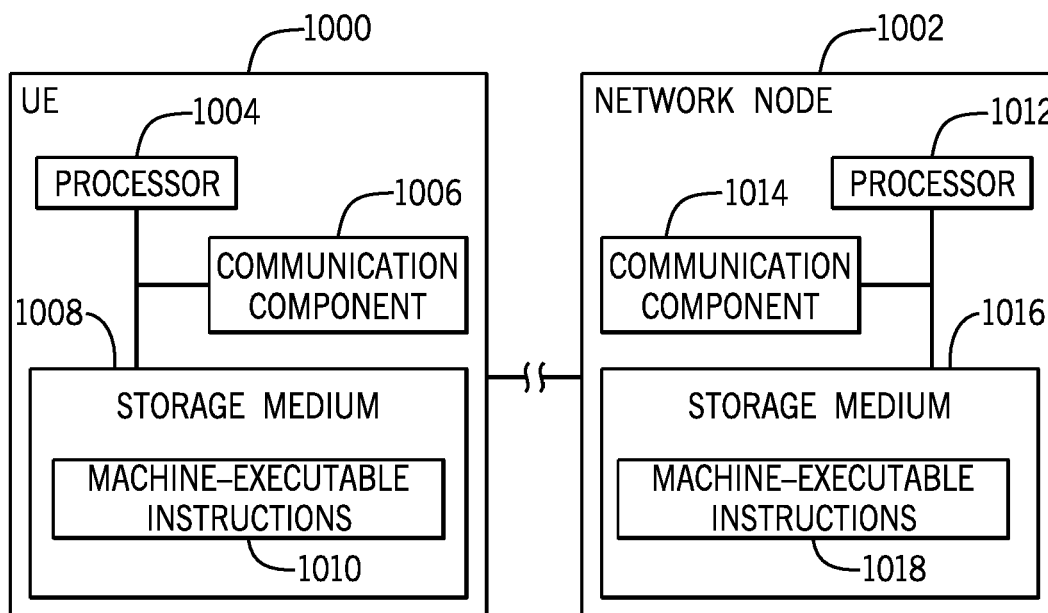 1000
UE
1004
PROCESSOR
1006
COMMUNICATION
COMPONENT
1008
STORAGE MEDIUM
MACHINE–EXECUTABLE
INSTRUCTIONS
1010
1002
NETWORK NODE
1012
PROCESSOR
1014
COMMUNICATION
COMPONENT
1016
STORAGE MEDIUM
MACHINE–EXECUTABLE
INSTRUCTIONS
1018